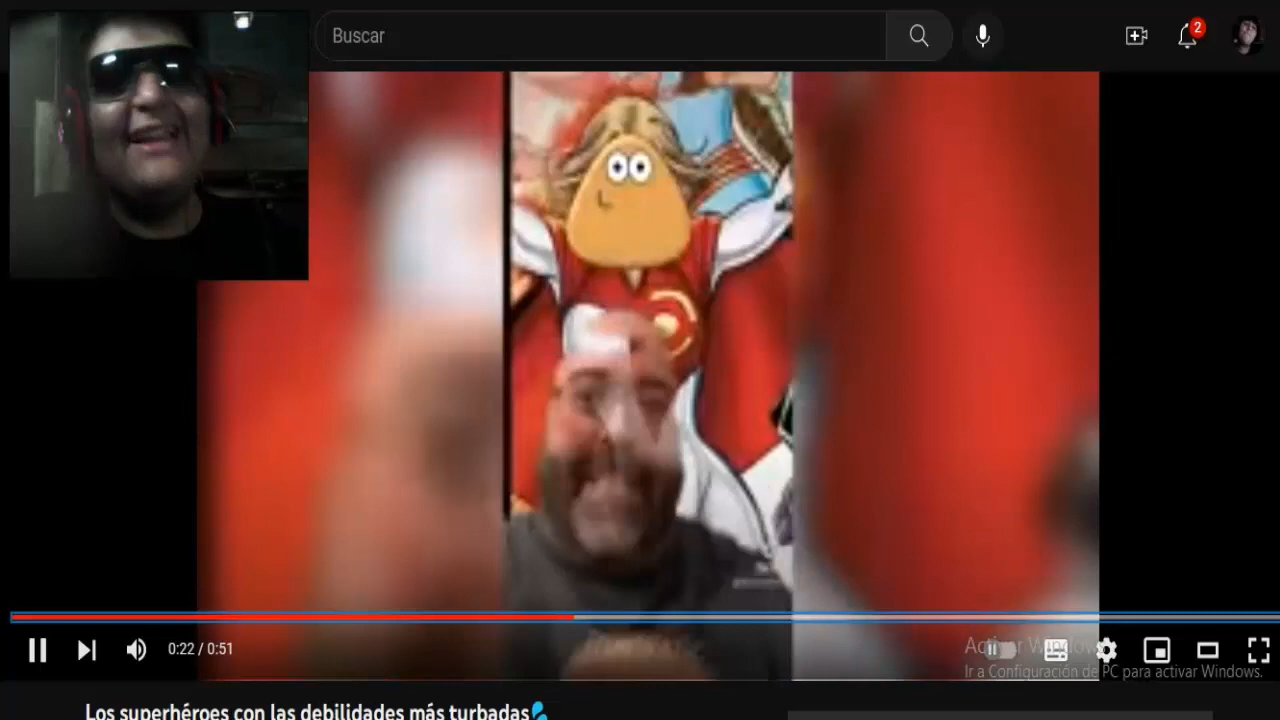 Buscar
2
0:22 / 0:51
Activar Windows
Ir a Configuración de PC para activar Windows.
Los superhéroes con las debilidades más turbadas